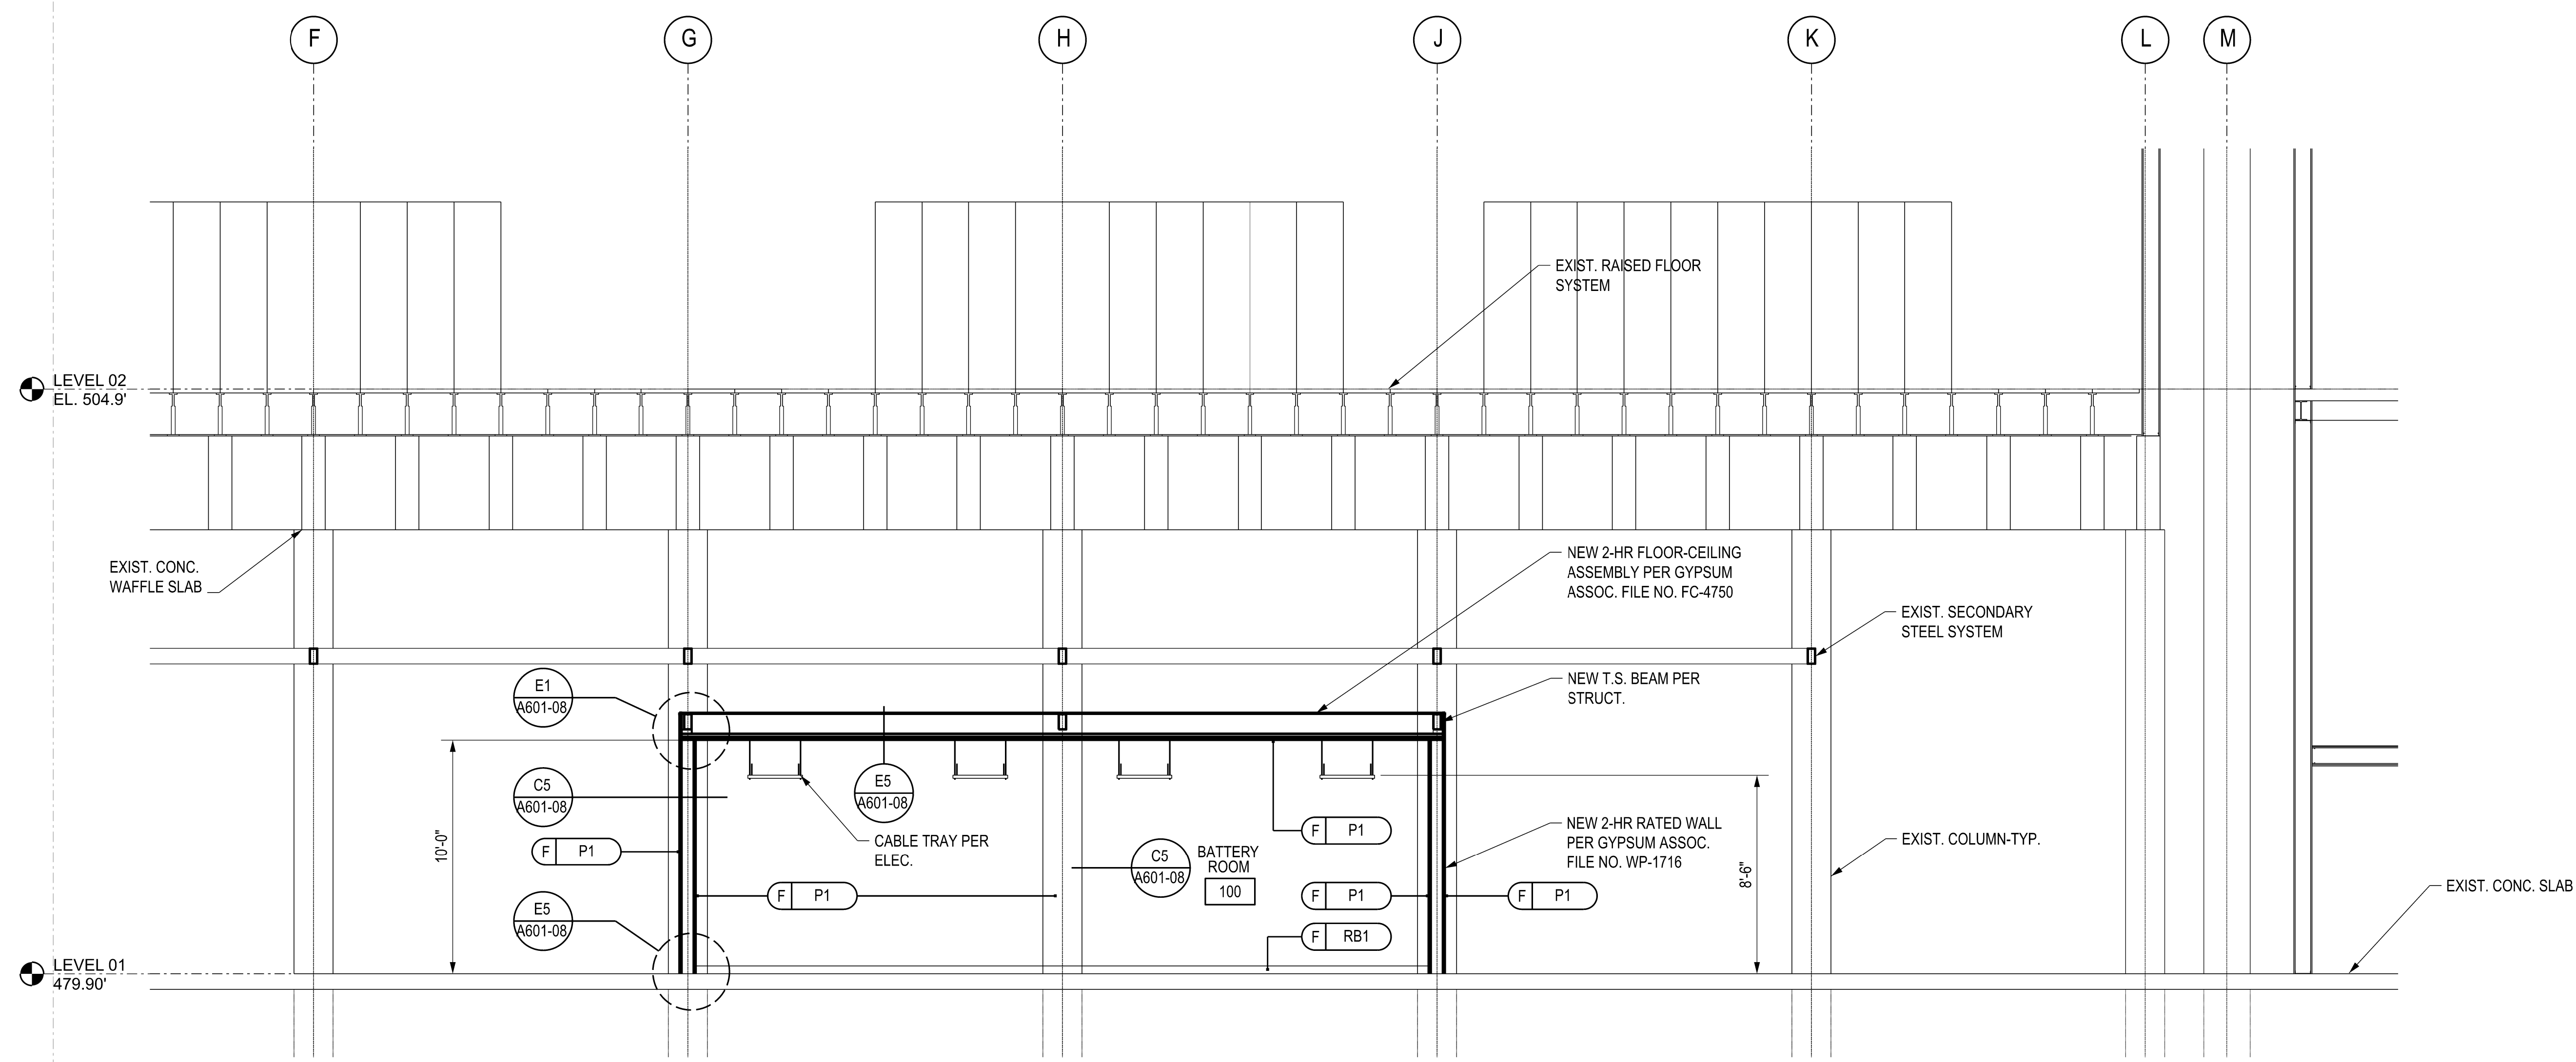 F
G
H
J
K
L
M
EXIST. RAISED FLOOR
SYSTEM
LEVEL 02
EL. 504.9'
EXIST. CONC.
WAFFLE SLAB
NEW 2-HR FLOOR-CEILING
ASSEMBLY PER GYPSUM
ASSOC. FILE NO. FC-4750
EXIST. SECONDARY
STEEL SYSTEM
E1
A601-08
NEW T.S. BEAM PER
STRUCT.
C5
A601-08
E5
A601-08
10'-0"
F P1
CABLE TRAY PER
ELEC.
F P1
NEW 2-HR RATED WALL
PER GYPSUM ASSOC.
FILE NO. WP-1716
EXIST. COLUMN-TYP.
C5
A601-08
BATTERY
ROOM
100
8'-6"
F P1
F P1
F P1
EXIST. CONC. SLAB
E5
A601-08
F RB1
LEVEL 01
479.90'